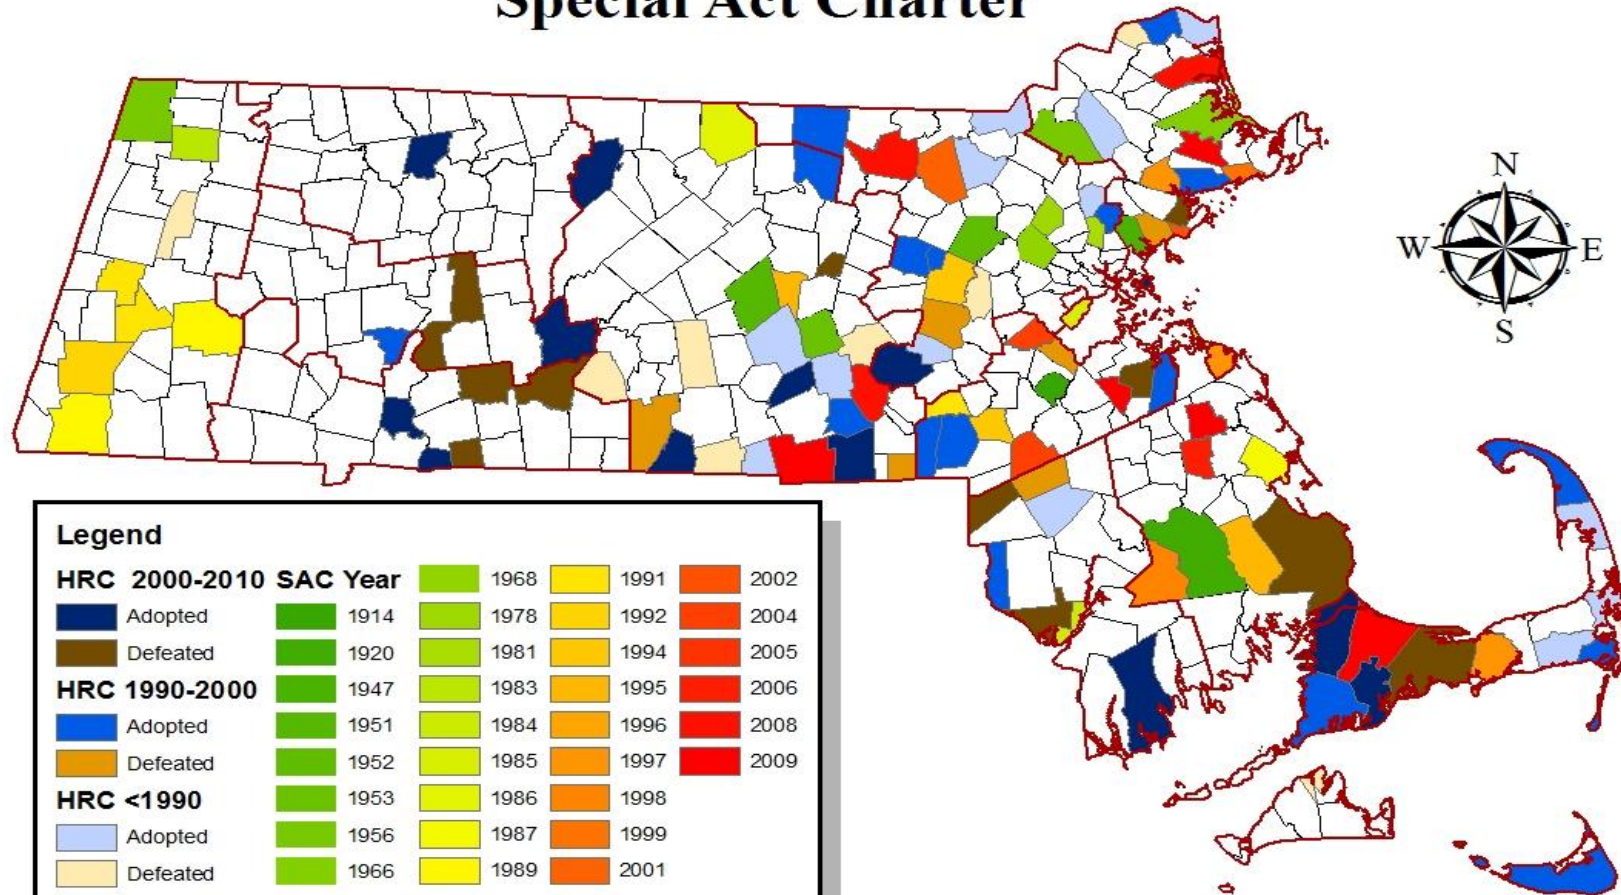 Special Act Charter
N
W E
S
Legend
HRC 2000-2010 SAC Year
Adopted
Defeated
HRC 1990-2000
Adopted
Defeated
HRC <1990
Adopted
Defeated
1914
1920
1947
1951
1952
1953
1956
1966
1968
1978
1981
1983
1984
1985
1986
1987
1989
1991
1992
1994
1995
1996
1997
1998
1999
2001
2002
2004
2005
2006
2008
2009